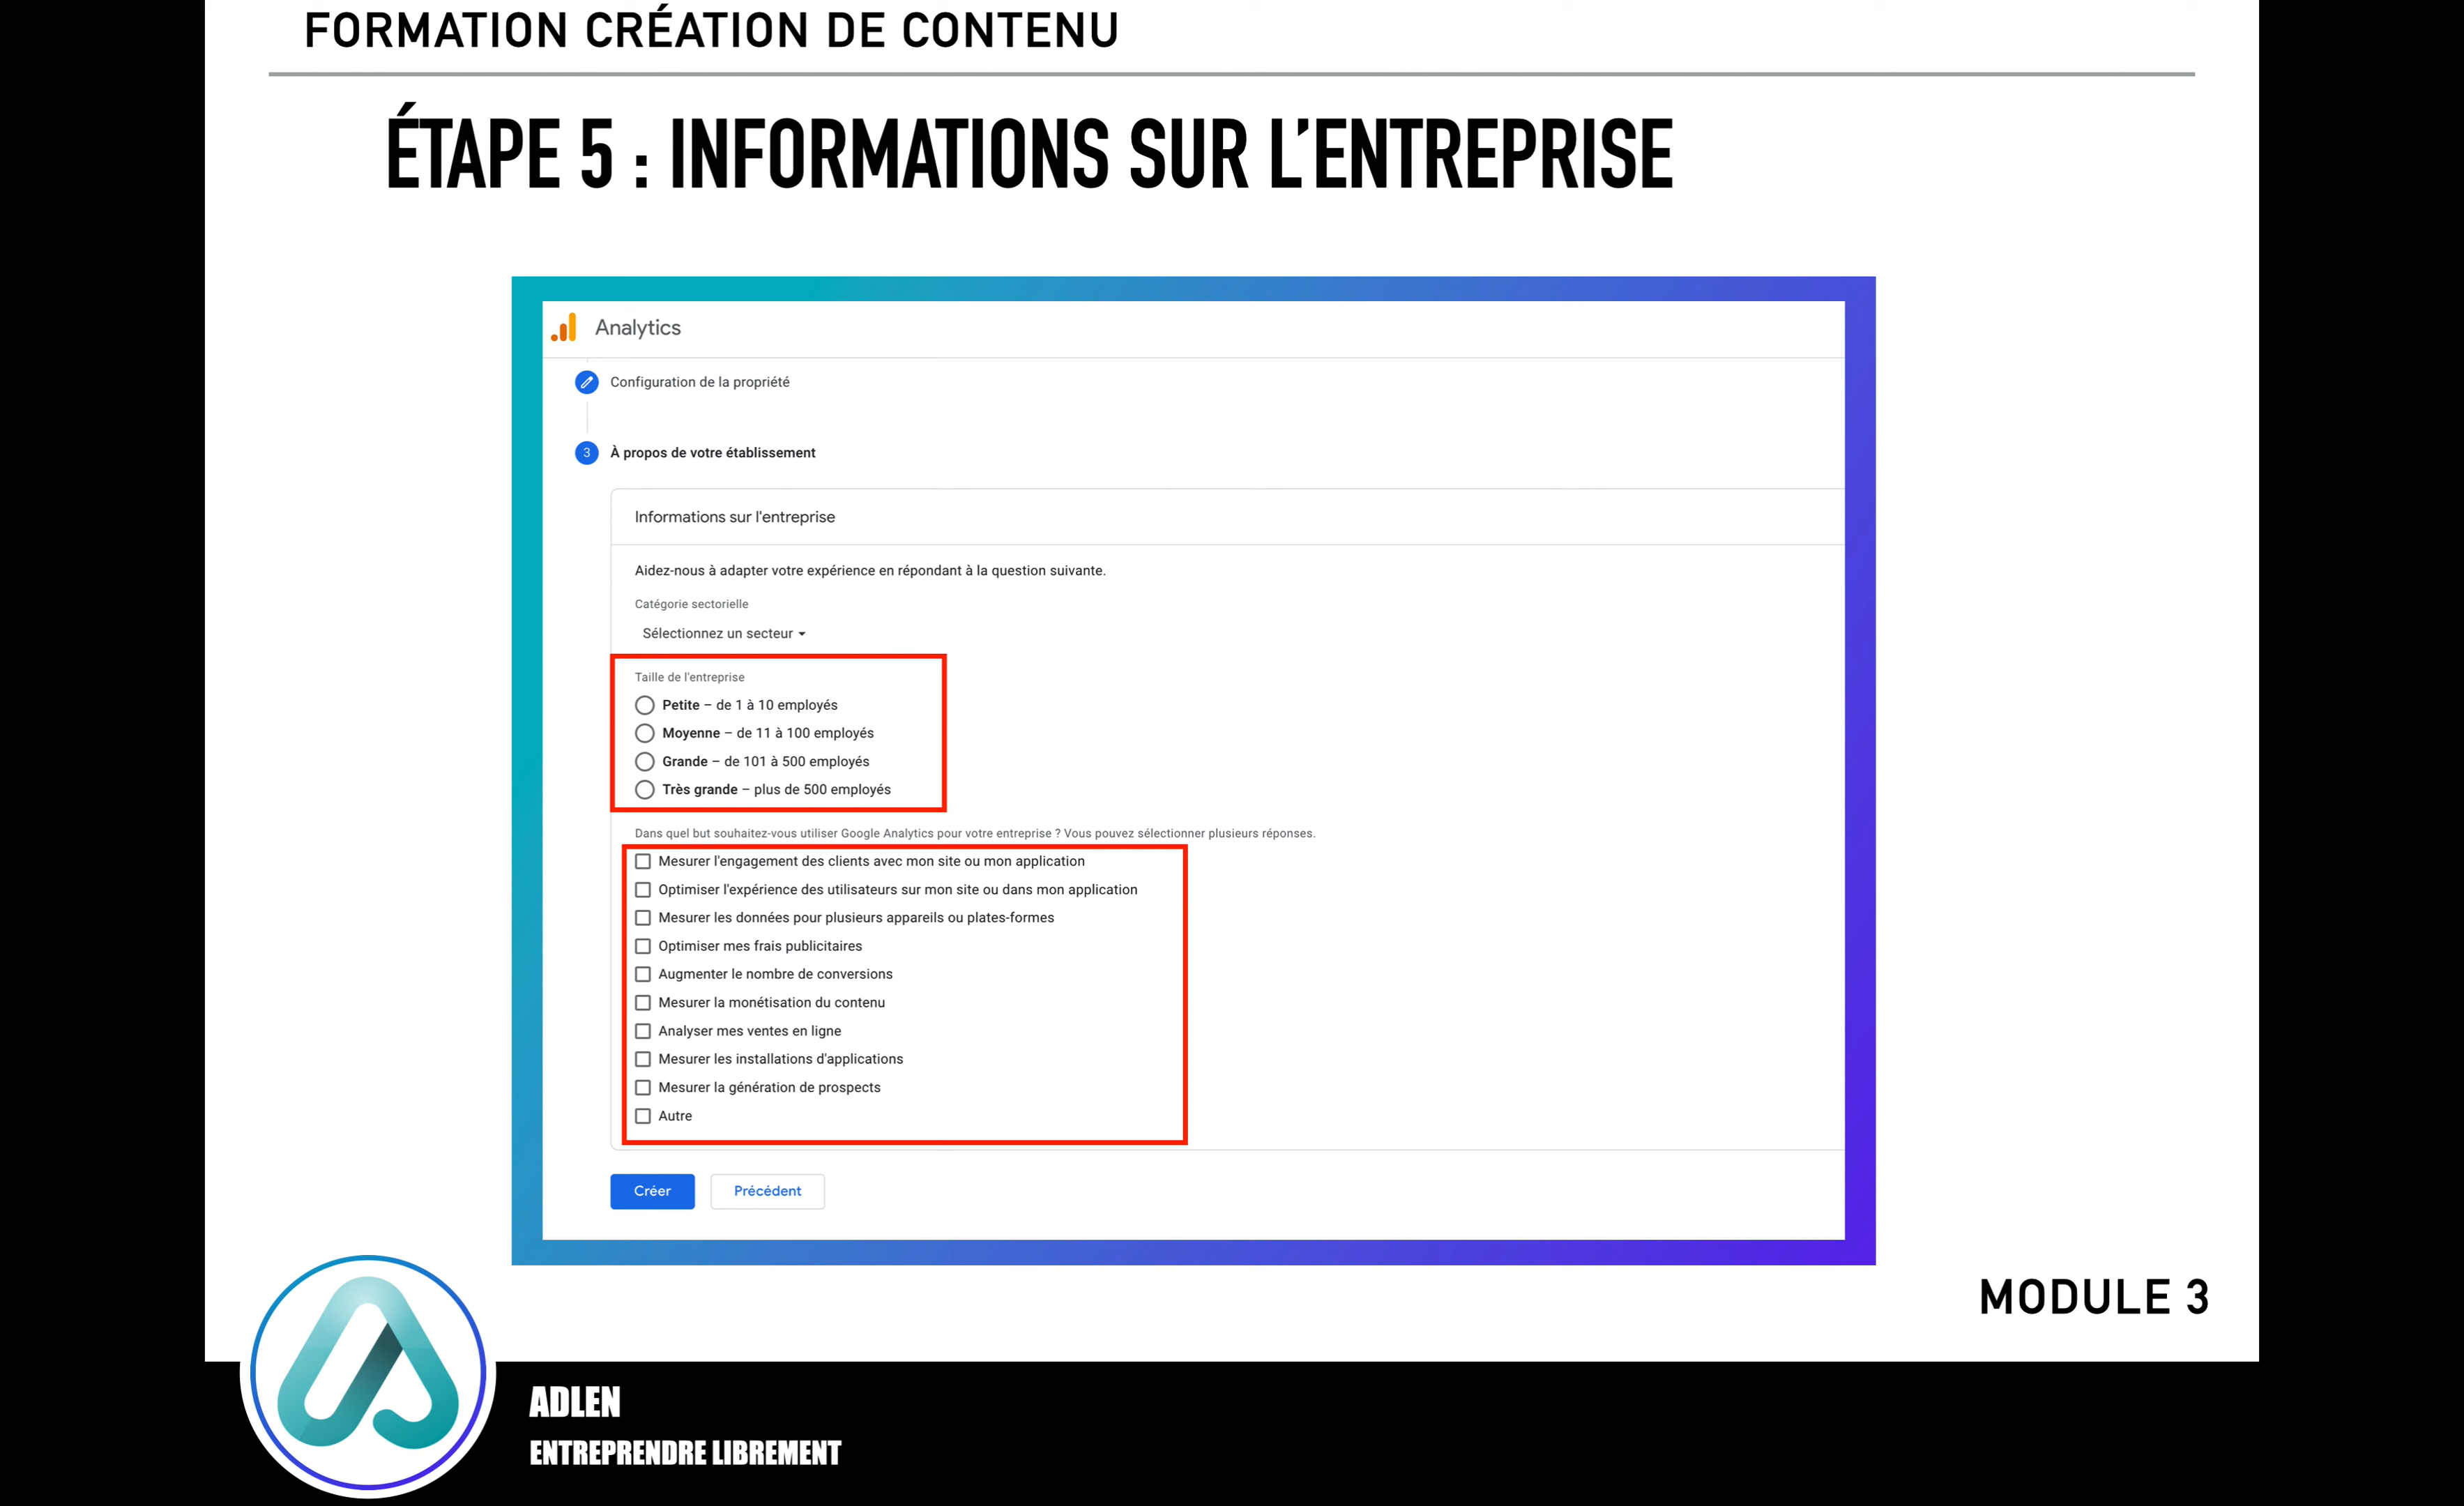 FORMATION CRÉATION DE CONTENU
ÉTAPE 5 : INFORMATIONS SUR L'ENTREPRISE
Analytics
Configuration de la propriété
3 À propos de votre établissement
Informations sur l'entreprise
Aidez-nous à adapter votre expérience en répondant à la question suivante.
Catégorie sectorielle
Sélectionnez un secteur
Taille de l'entreprise
Petite – de 1 à 10 employés
Moyenne – de 11 à 100 employés
Grande – de 101 à 500 employés
Très grande – plus de 500 employés
Dans quel but souhaitez-vous utiliser Google Analytics pour votre entreprise ? Vous pouvez sélectionner plusieurs réponses.
Mesurer l'engagement des clients avec mon site ou mon application
Optimiser l'expérience des utilisateurs sur mon site ou dans mon application
Mesurer les données pour plusieurs appareils ou plates-formes
Optimiser mes frais publicitaires
Augmenter le nombre de conversions
Mesurer la monétisation du contenu
Analyser mes ventes en ligne
Mesurer les installations d'applications
Mesurer la génération de prospects
Autre
Créer Précédent
MODULE 3
ADLEN
ENTREPRENDRE LIBREMENT